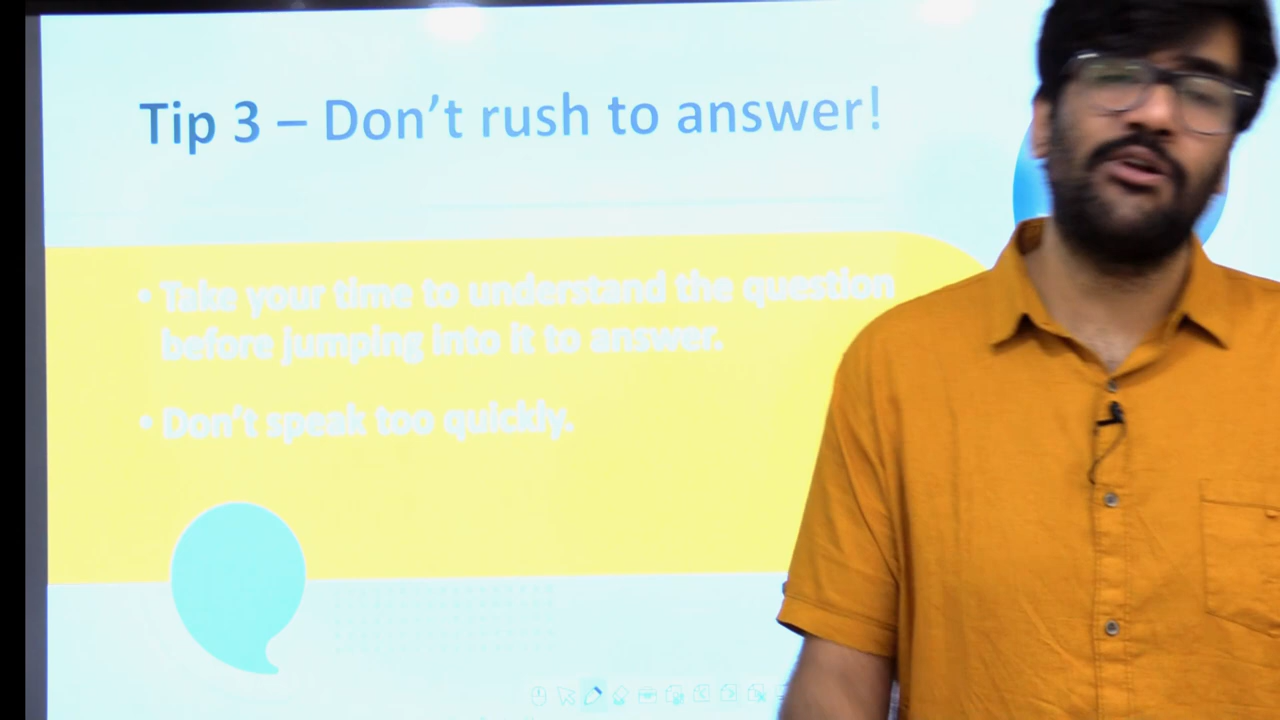 Tip 3 – Don't rush to answer!
• Take your time to understand the question
before jumping into it to answer.
• Don't speak too quickly.